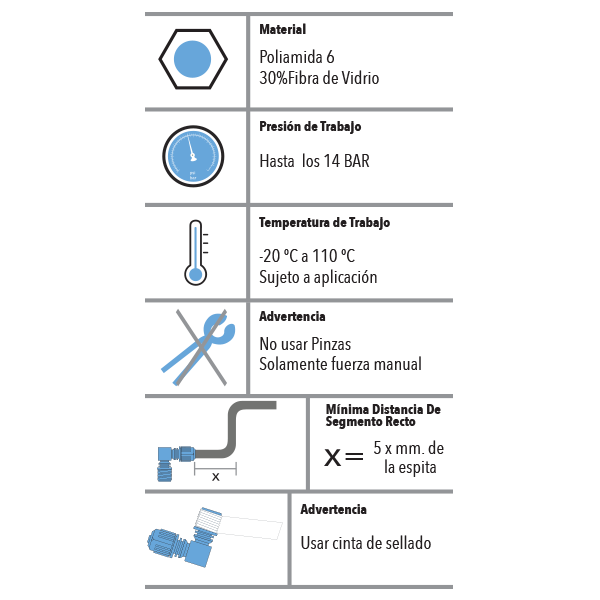 Material
Poliamida 6
30%Fibra de Vidrio
Presión de Trabajo
Hasta los 14 BAR
Temperatura de Trabajo
-20 ºC a 110 ºC
Sujeto a aplicación
Advertencia
No usar Pinzas
Solamente fuerza manual
Mínima Distancia De
Segmento Recto
x= 5 x mm. de
la espita
x
Advertencia
Usar cinta de sellado